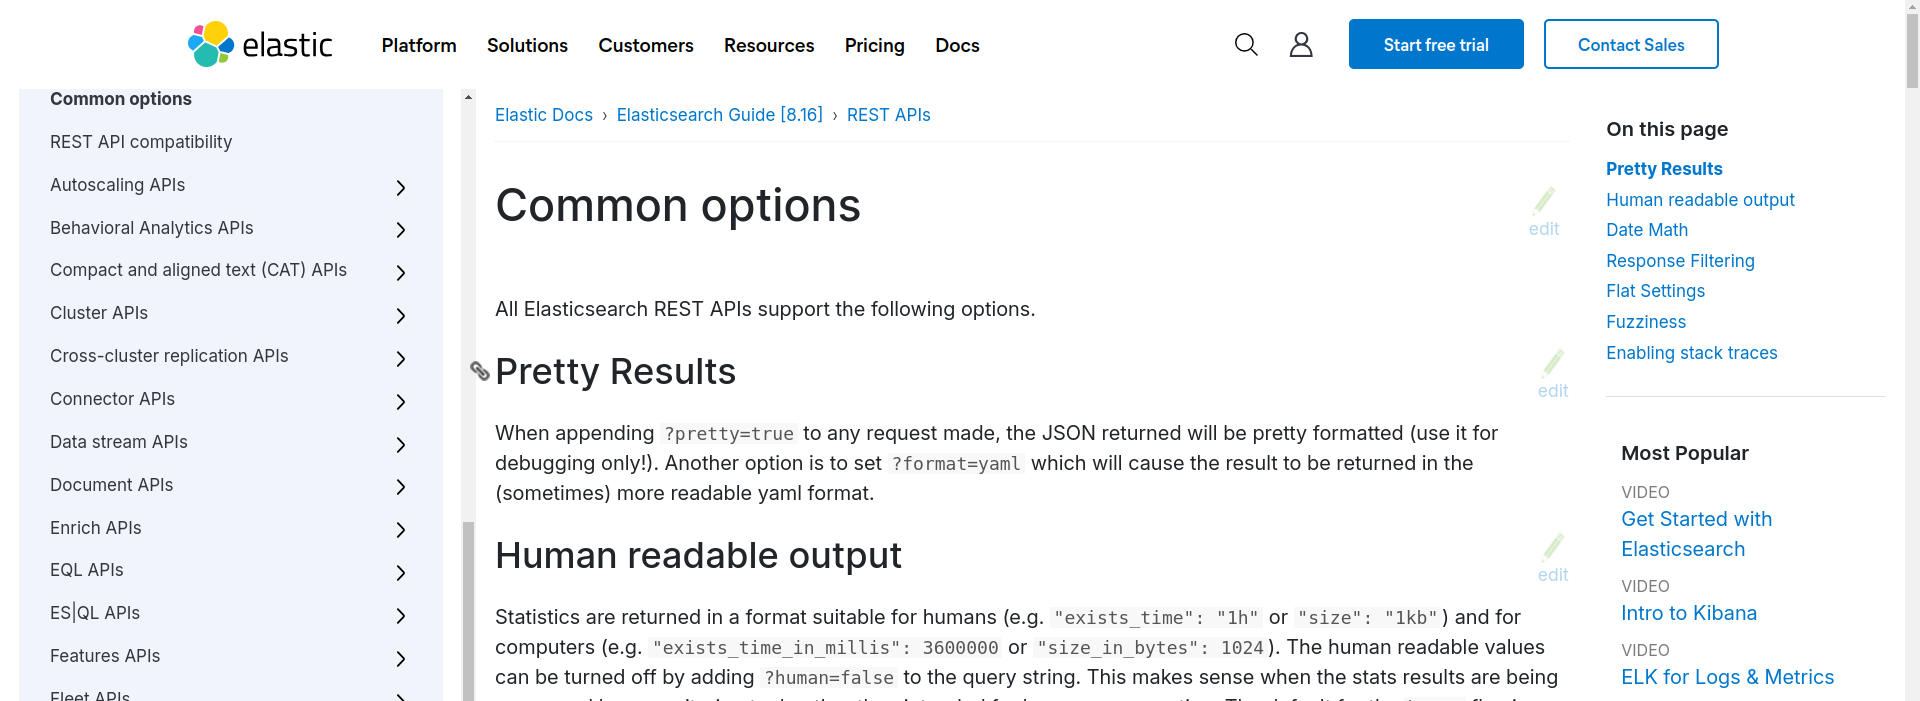 elastic
Platform Solutions Customers Resources Pricing Docs
Start free trial
Contact Sales
Common options
REST API compatibility
Autoscaling APIs
Behavioral Analytics APIs
Compact and aligned text (CAT) APIs
Cluster APIs
Cross-cluster replication APIs
Connector APIs
Data stream APIs
Document APIs
Enrich APIs
EQL APIs
ES|QL APIs
Features APIs
Fleet APIs
Elastic Docs › Elasticsearch Guide [8.16] › REST APIs
Common options
edit
All Elasticsearch REST APIs support the following options.
Pretty Results
edit
When appending ?pretty=true to any request made, the JSON returned will be pretty formatted (use it for
debugging only!). Another option is to set ?format=yaml which will cause the result to be returned in the
(sometimes) more readable yaml format.
Human readable output
edit
Statistics are returned in a format suitable for humans (e.g. "exists_time": "1h" or "size": "1kb") and for
computers (e.g. "exists_time_in_millis": 3600000 or "size_in_bytes": 1024). The human readable values
can be turned off by adding ?human=false to the query string. This makes sense when the stats results are being
On this page
Pretty Results
Human readable output
Date Math
Response Filtering
Flat Settings
Fuzziness
Enabling stack traces
Most Popular
VIDEO
Get Started with
Elasticsearch
VIDEO
Intro to Kibana
VIDEO
ELK for Logs & Metrics